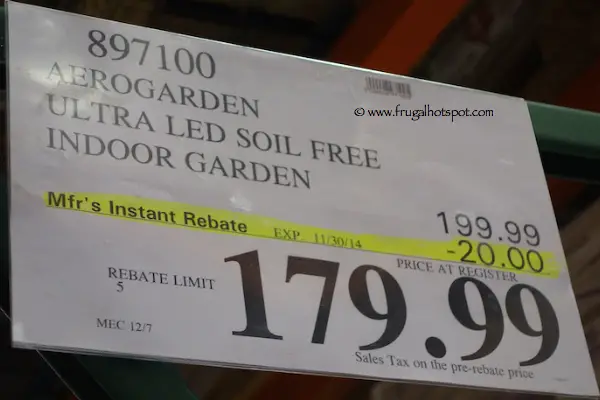 897100
AEROGARDEN
ULTRA LED SOIL FREE
INDOOR GARDEN
© www.frugalhotspot.com
199.99
Mfr's Instant Rebate EXP. 11/30/14 -20.00
PRICE AT REGISTER
REBATE LIMIT
5
179.99
MEC 12/7
Sales Tax on the pre-rebate price